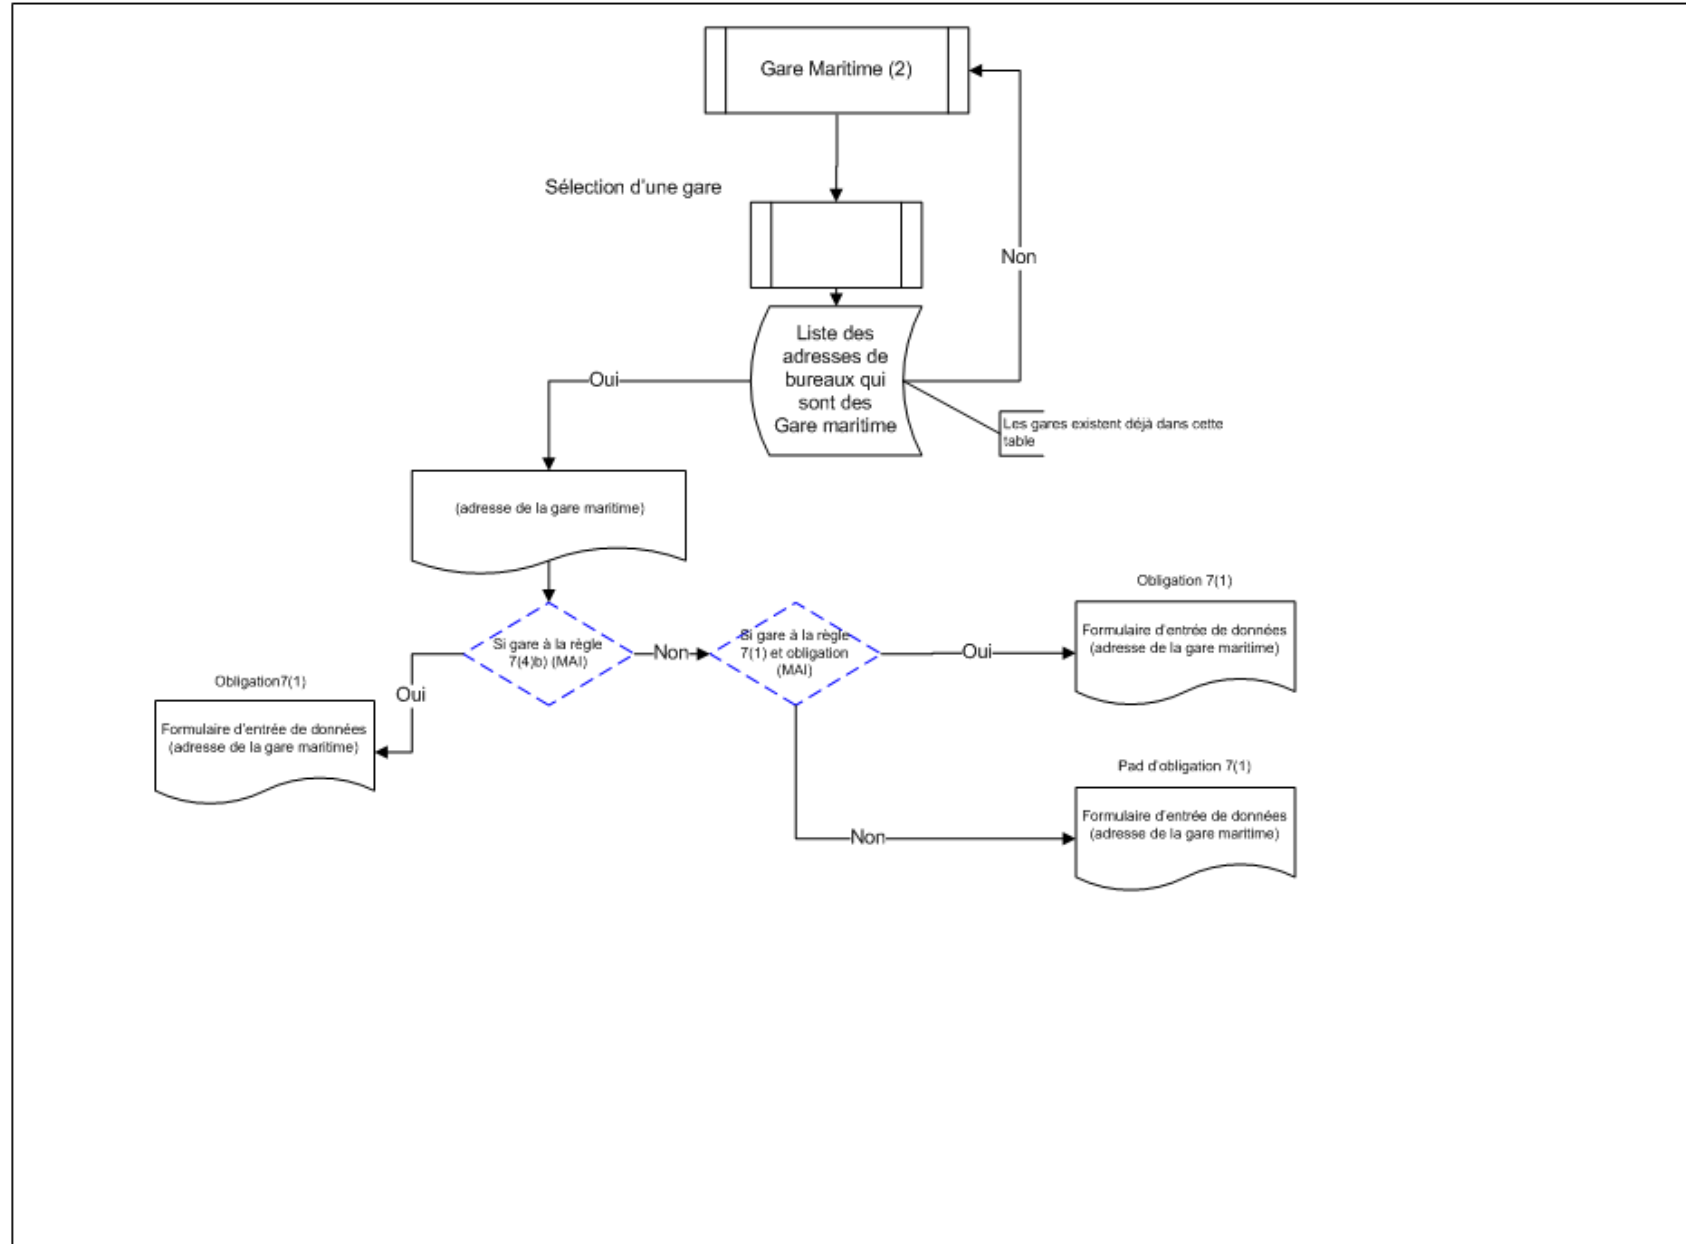 Gare Maritime (2)
Sélection d'une gare
Non
Liste des
adresses de
bureaux qui
sont des
Gare maritime
Oui
Les gares existent déjà dans cette
table
(adresse de la gare maritime)
Si gare à la règle
7(4)b) (MAI)
Non
Si gare à la règle
7(1) et obligation
(MAI)
Oui
Obligation 7(1)
Formulaire d'entrée de données
(adresse de la gare maritime)
Oui
Obligation7(1)
Formulaire d'entrée de données
(adresse de la gare maritime)
Non
Pad d'obligation 7(1)
Formulaire d'entrée de données
(adresse de la gare maritime)